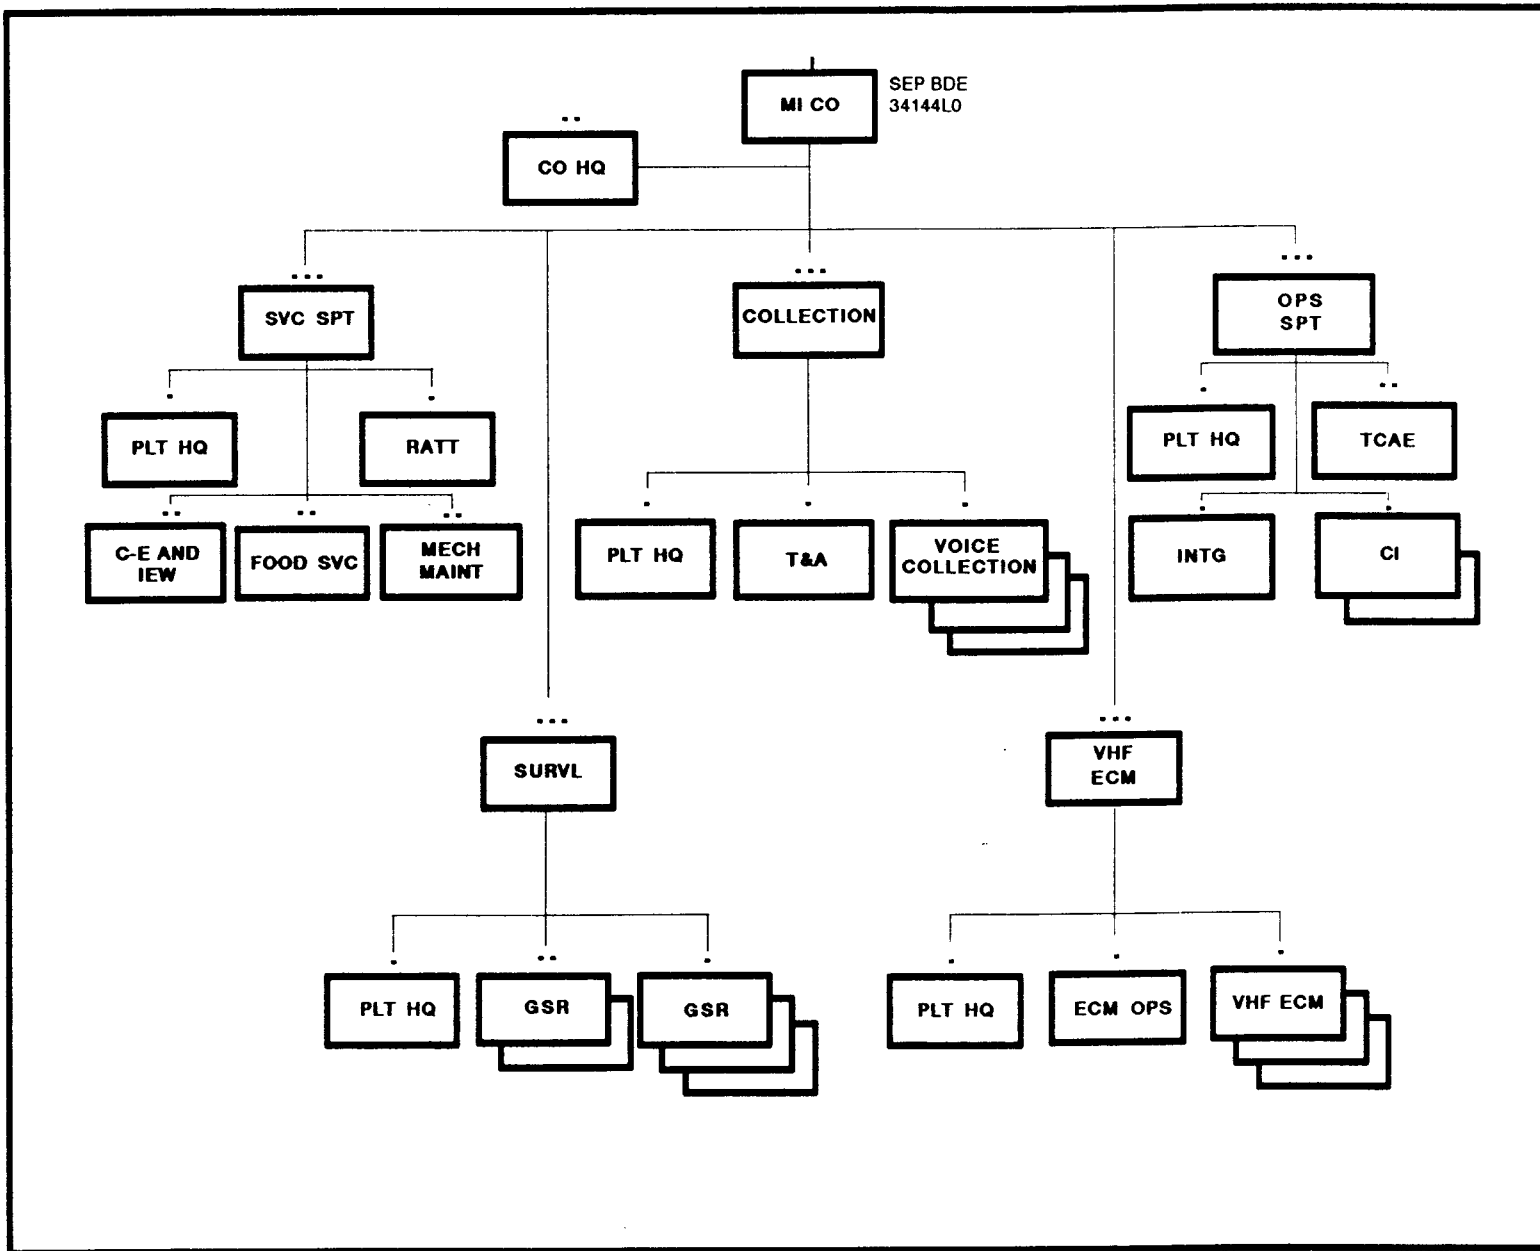 MI CO
SEP BDE
34144L0
CO HQ
SVC SPT
COLLECTION
OPS
SPT
PLT HQ
RATT
PLT HQ
TCAE
C-E AND
IEW
FOOD SVC
MECH
MAINT
PLT HQ
T&A
VOICE
COLLECTION
INTG
CI
SURVL
VHF
ECM
PLT HQ
GSR
GSR
PLT HQ
ECM OPS
VHF ECM